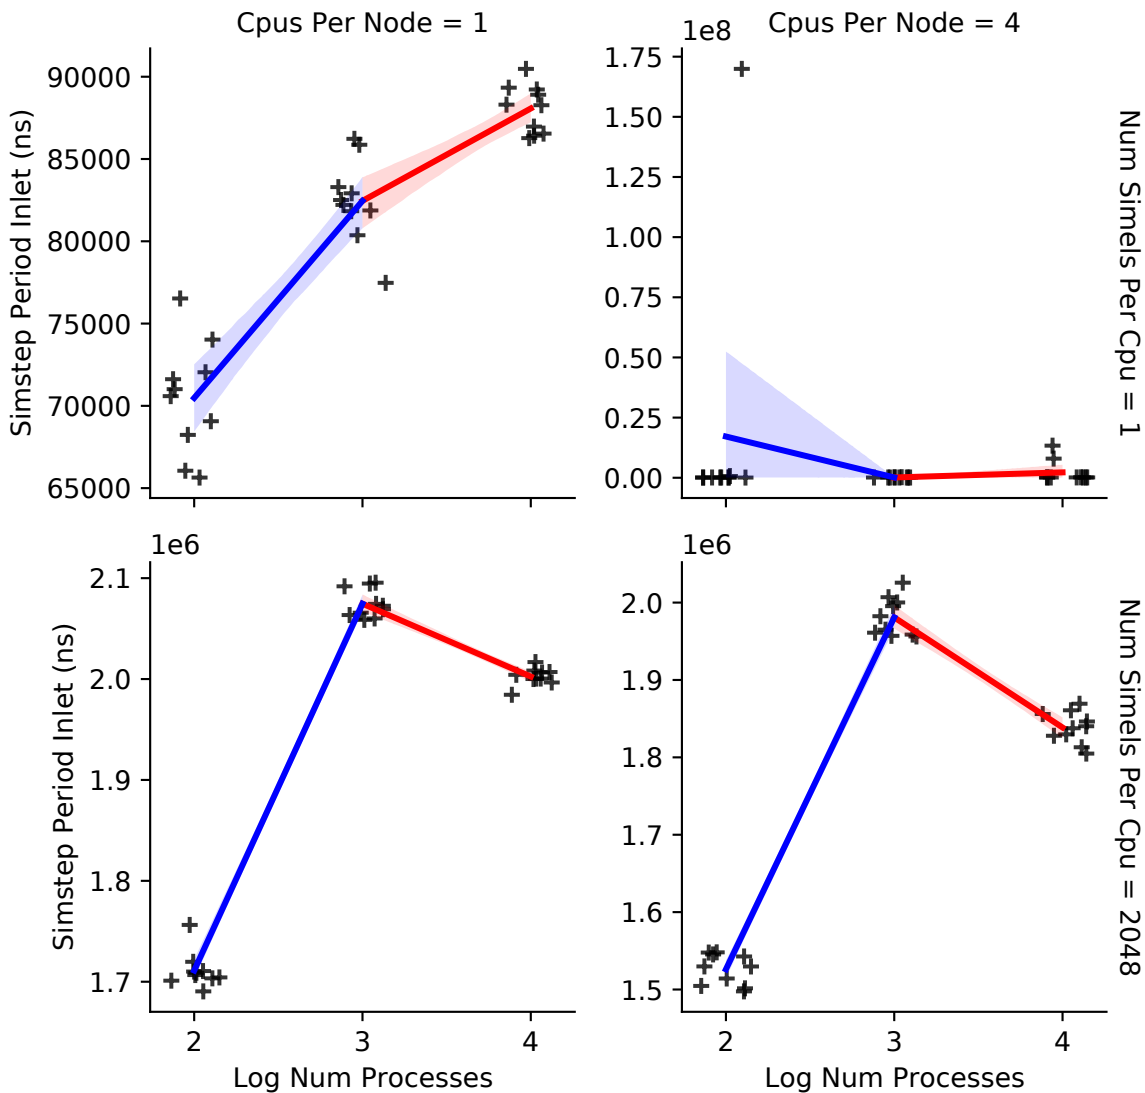 Cpus Per Node = 1
Cpus Per Node = 4
1e8
90000
85000
80000
75000
70000
65000
Simstep Period Inlet (ns)
1.75
1.50
1.25
1.00
0.75
0.50
0.25
0.00
Num Simels Per Cpu = 1
1e6
2.1
2.0
1.9
1.8
1.7
Simstep Period Inlet (ns)
2
3
4
Log Num Processes
1e6
2.0
1.9
1.8
1.7
1.6
1.5
2
3
4
Log Num Processes
Num Simels Per Cpu = 2048